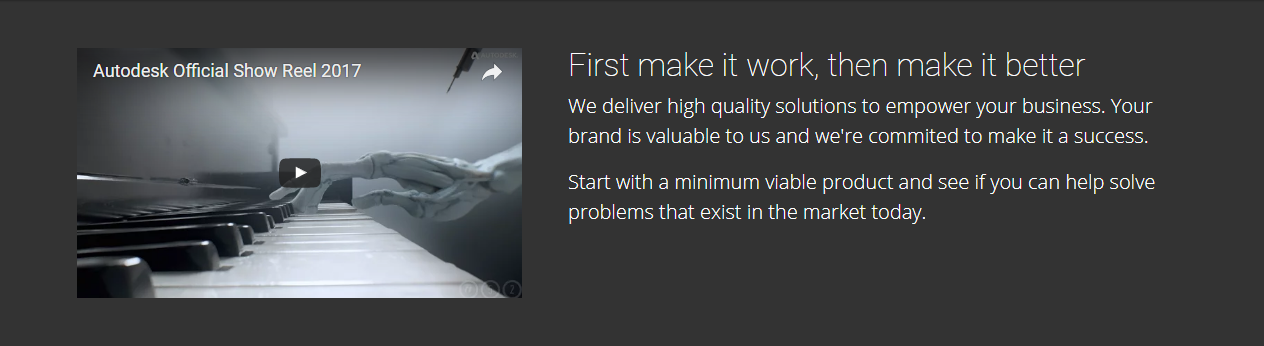 Autodesk Official Show Reel 2017
AUTODESK
First make it work, then make it better
We deliver high quality solutions to empower your business. Your
brand is valuable to us and we're commited to make it a success.
Start with a minimum viable product and see if you can help solve
problems that exist in the market today.